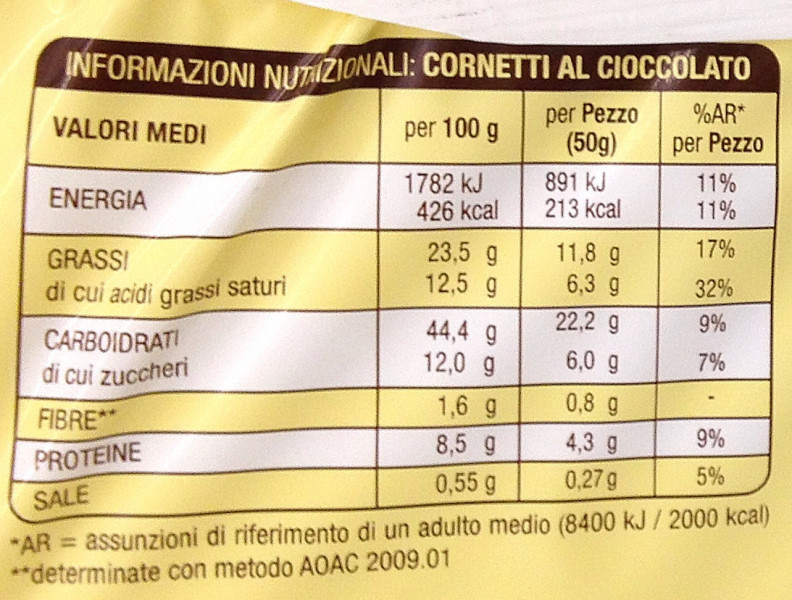 INFORMAZIONI NUTRIZIONALI: CORNETTI AL CIOCCOLATO
VALORI MEDI per 100 g per Pezzo (50g) %AR* per Pezzo
ENERGIA 1782 kJ 891 kJ 11%
426 kcal 213 kcal 11%
GRASSI 23,5 g 11,8 g 17%
di cui acidi grassi saturi 12,5 g 6,3 g 32%
CARBOIDRATI 44,4 g 22,2 g 9%
di cui zuccheri 12,0 g 6,0 g 7%
FIBRE** 1,6 g 0,8 g -
PROTEINE 8,5 g 4,3 g 9%
SALE 0,55 g 0,27 g 5%
*AR = assunzioni di riferimento di un adulto medio (8400 kJ / 2000 kcal)
**determinate con metodo AOAC 2009.01